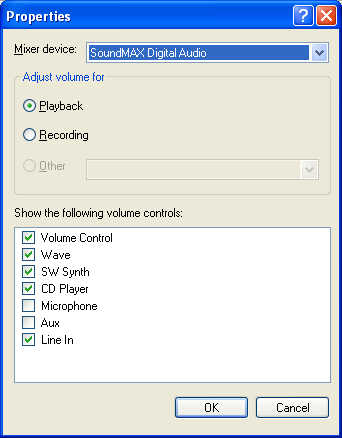 Properties
Mixer device: SoundMAX Digital Audio
Adjust volume for
Playback
Recording
Other
Show the following volume controls:
Volume Control
Wave
SW Synth
CD Player
Microphone
Aux
Line In
OK Cancel